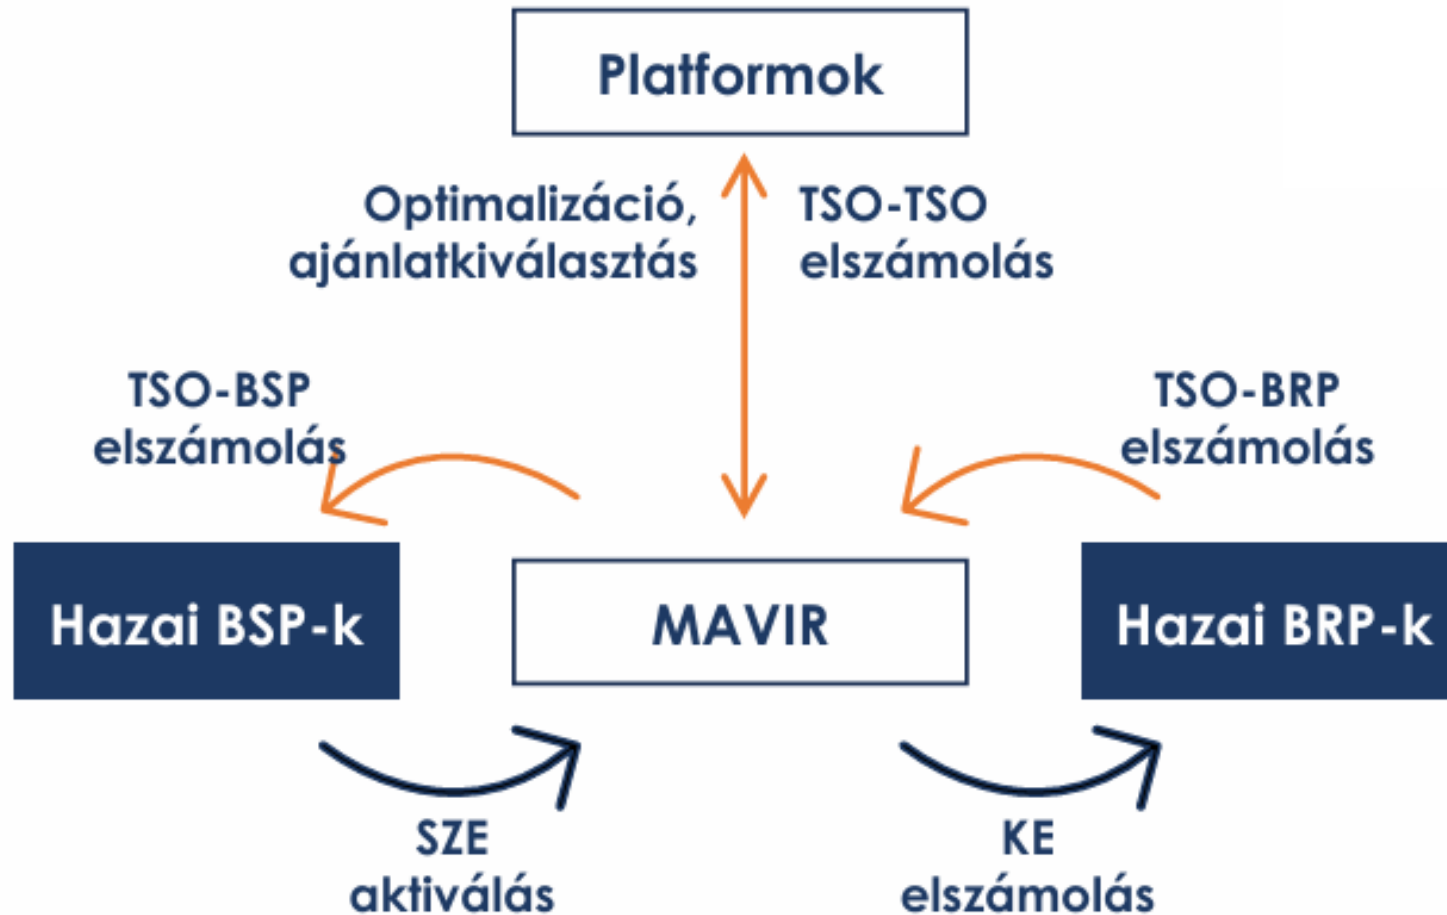 Platformok
Optimalizáció,
ajánlatkiválasztás
TSO-TSO
elszámolás
TSO-BSP
elszámolás
TSO-BRP
elszámolás
Hazai BSP-k
MAVIR
Hazai BRP-k
SZE
aktiválás
KE
elszámolás